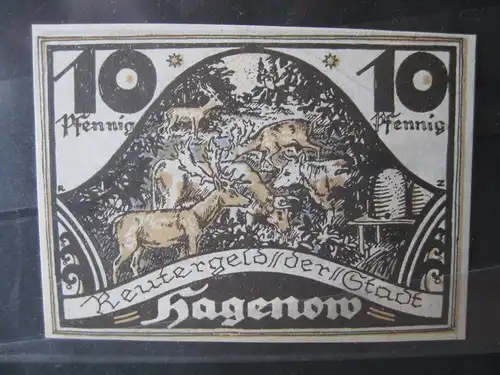 10 10
Pfennig Pfennig
R Z
Reutergeld der Stadt
Hagenow